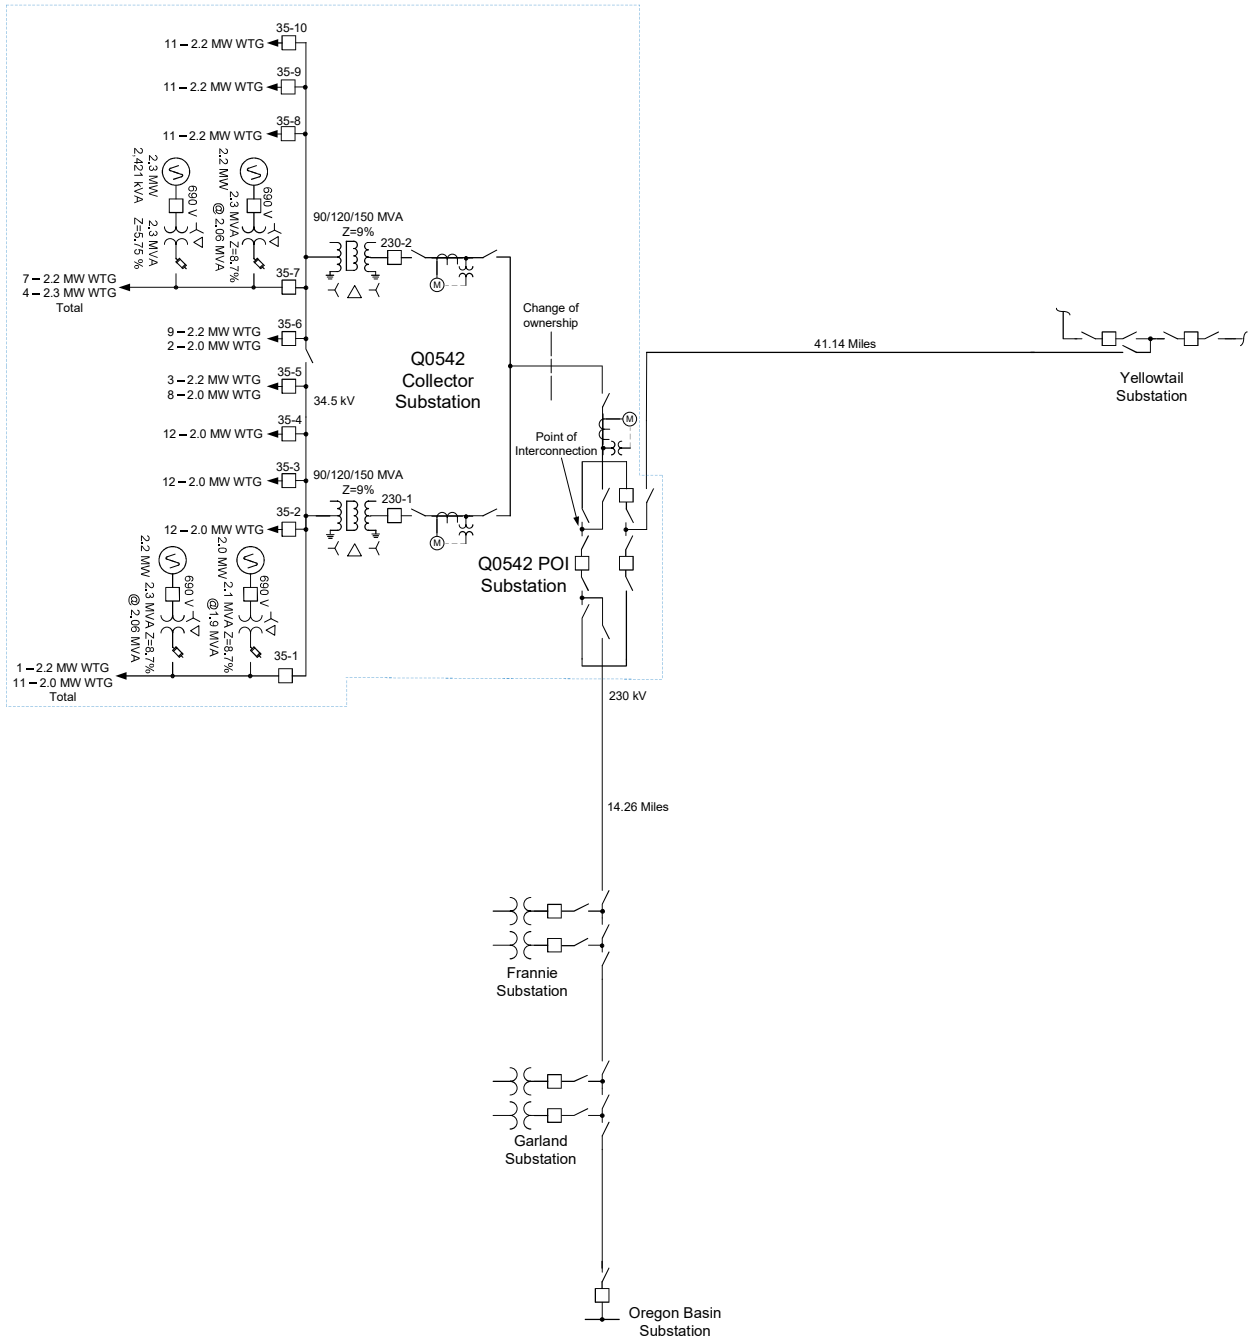 35-10
11 – 2.2 MW WTG
35-9
11 – 2.2 MW WTG
35-8
11 – 2.2 MW WTG
2.3 MW
2,421 kVA
690 V
2.3 MVA
Z=5.75 %
2.2 MW
690 V
2.3 MVA Z=8.7%
@ 2.06 MVA
90/120/150 MVA
Z=9%
230-2
M
35-7
7 – 2.2 MW WTG
4 – 2.3 MW WTG
Total
35-6
9 – 2.2 MW WTG
2 – 2.0 MW WTG
35-5
3 – 2.2 MW WTG
8 – 2.0 MW WTG
34.5 kV
35-4
12 – 2.0 MW WTG
35-3
12 – 2.0 MW WTG
90/120/150 MVA
Z=9%
230-1
M
35-2
12 – 2.0 MW WTG
2.2 MW
690 V
2.3 MVA Z=8.7%
@ 2.06 MVA
2.0 MW
690 V
2.1 MVA Z=8.7%
@1.9 MVA
35-1
1 – 2.2 MW WTG
11 – 2.0 MW WTG
Total
Q0542
Collector
Substation
Change of
ownership
M
Point of
Interconnection
Q0542 POI
Substation
41.14 Miles
Yellowtail
Substation
230 kV
14.26 Miles
Frannie
Substation
Garland
Substation
Oregon Basin
Substation